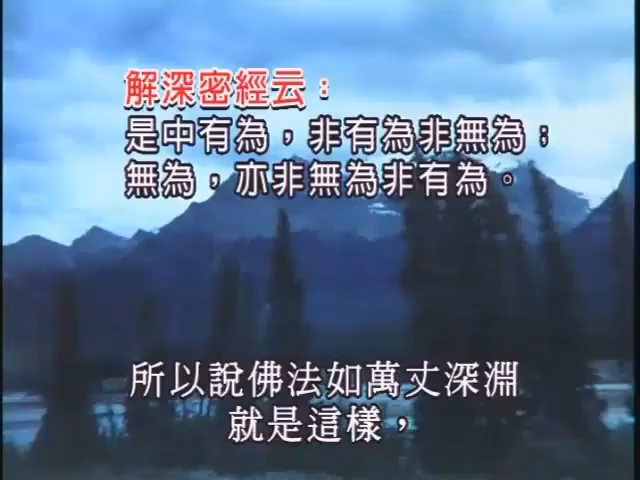 解深密經云：
是中有為，非有為非無為；
無為，亦非無為非有為。
所以說佛法如萬丈深淵
就是這樣，